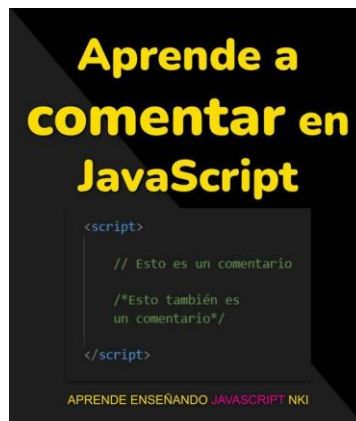 Aprende a
comentar en
JavaScript
<script>
// Esto es un comentario
/*Esto también es
un comentario*/
</script>
APRENDE ENSEÑANDO JAVASCRIPT NKI